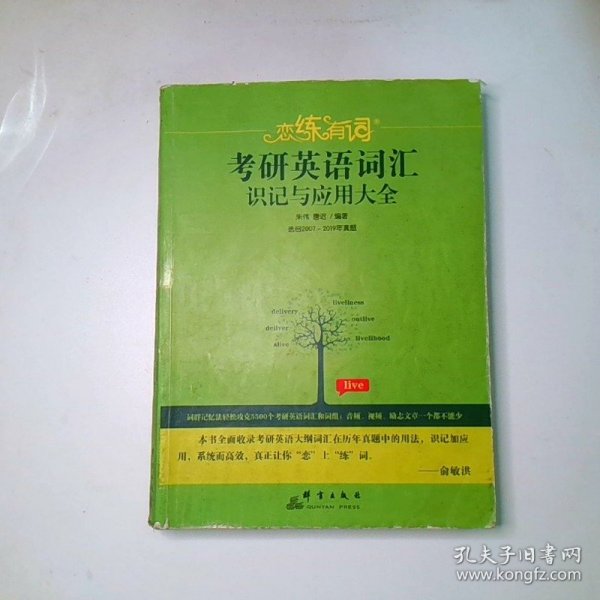 恋练有词®
考研英语词汇
识记与应用大全
朱伟 唐迟 / 编著
选自2007-2019年真题
liveliness
delivery
outlive
deliver
livelihood
alive
live
词群记忆法轻松攻克5500个考研英语词汇和词组：音频、视频、励志文章一个都不能少
本书全面收录考研英语大纲词汇在历年真题中的用法，识记加应
用，系统而高效，真正让你“恋”上“练”词。
——俞敏洪
群言出版社
QUNYAN PRESS
孔夫子旧书网
www.kongfz.com